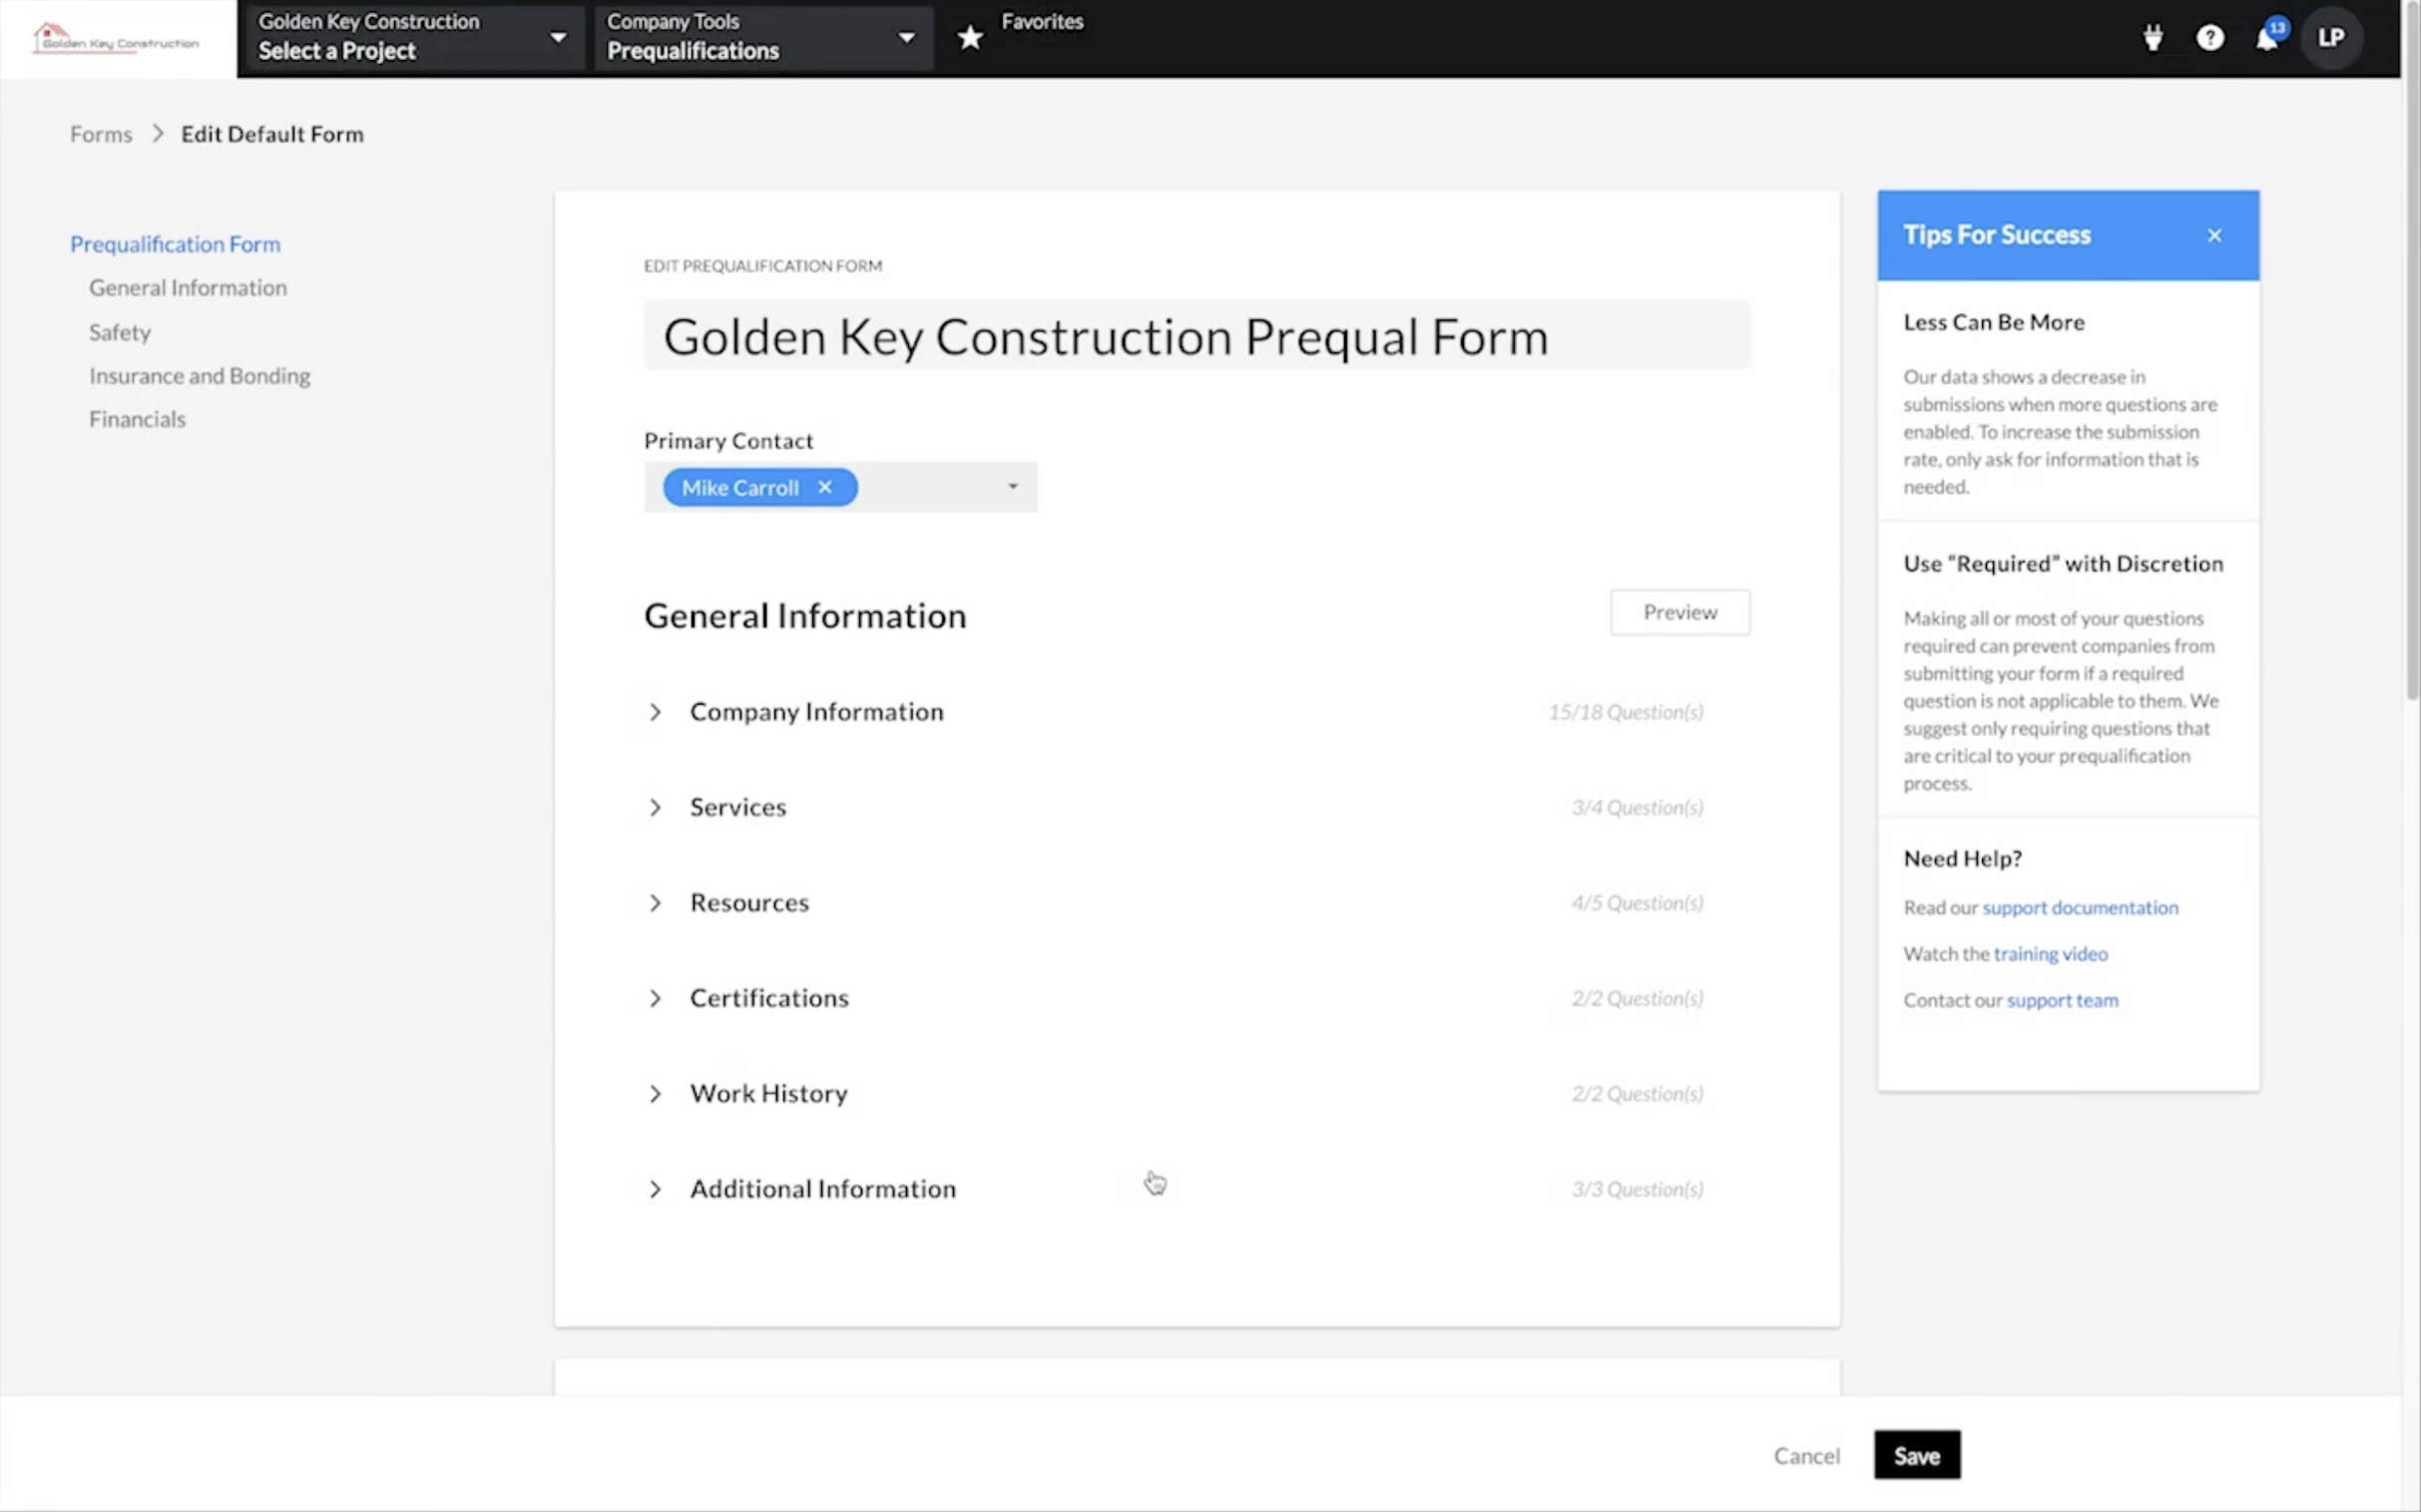 Golden Key Construction
Golden Key Construction
Select a Project
Company Tools
Prequalifications
Favorites
?
13
LP
Forms
Edit Default Form
Prequalification Form
General Information
Safety
Insurance and Bonding
Financials
EDIT PREQUALIFICATION FORM
Golden Key Construction Prequal Form
Primary Contact
Mike Carroll
General Information
Preview
Company Information
15/18 Question(s)
Services
3/4 Question(s)
Resources
4/5 Question(s)
Certifications
2/2 Question(s)
Work History
2/2 Question(s)
Additional Information
3/3 Question(s)
Tips For Success
Less Can Be More
Our data shows a decrease in
submissions when more questions are
enabled. To increase the submission
rate, only ask for information that is
needed.
Use “Required” with Discretion
Making all or most of your questions
required can prevent companies from
submitting your form if a required
question is not applicable to them. We
suggest only requiring questions that
are critical to your prequalification
process.
Need Help?
Read our support documentation
Watch the training video
Contact our support team
Cancel
Save